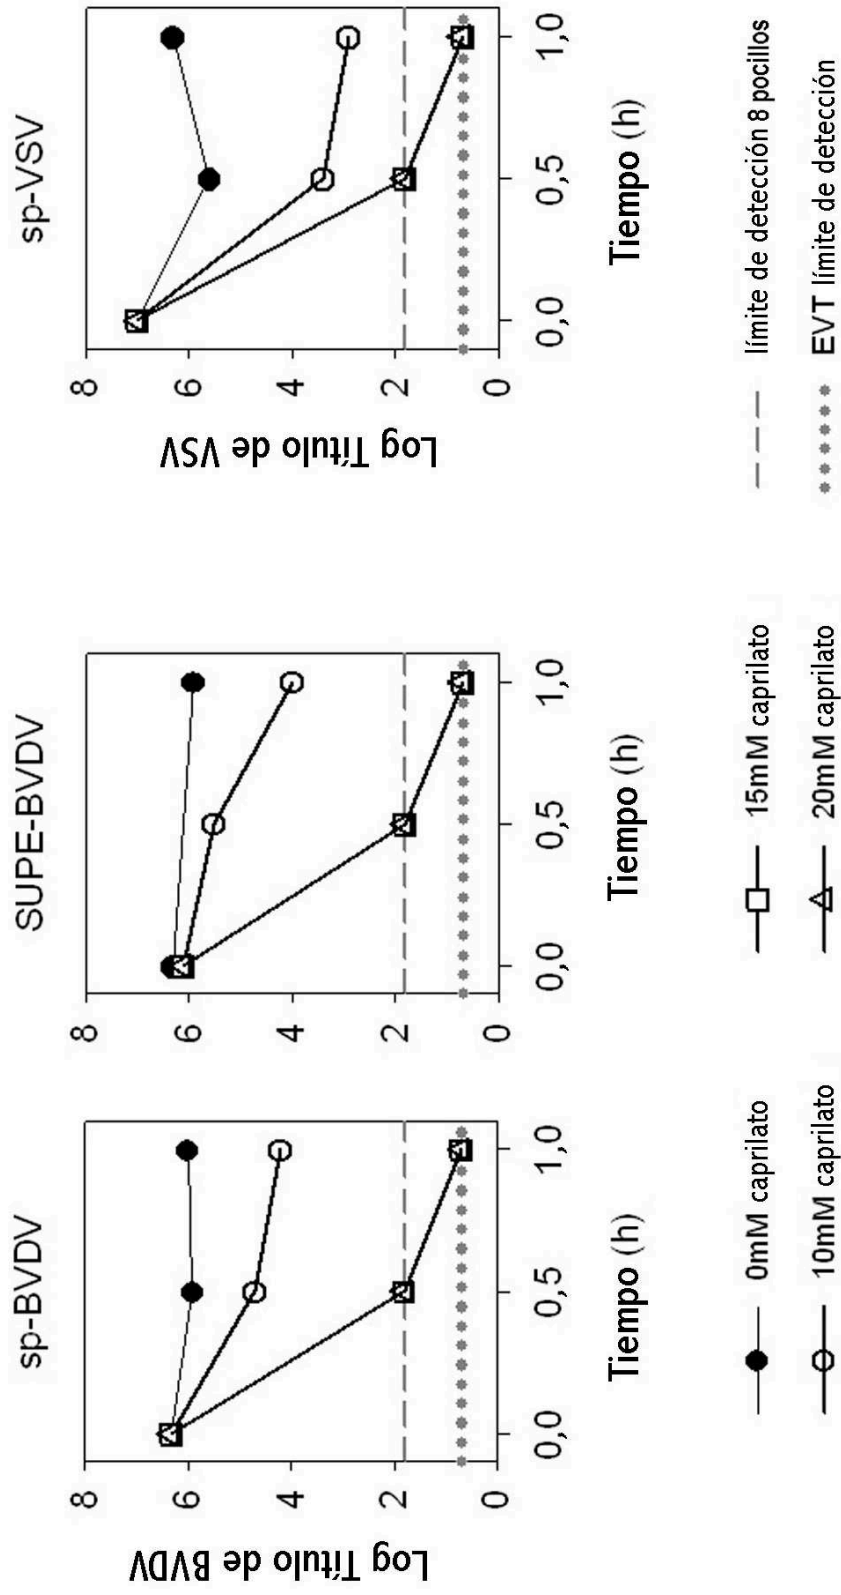 sp-BVDV
Log Título de BVDV
8
6
4
2
0
0,0
0,5
1,0
Tiempo (h)
SUPE-BVDV
8
6
4
2
0
0,0
0,5
1,0
Tiempo (h)
sp-VSV
Log Título de VSV
8
6
4
2
0
0,0
0,5
1,0
Tiempo (h)
0mM caprilato
10mM caprilato
15mM caprilato
20mM caprilato
límite de detección 8 pocillos
EVT límite de detección